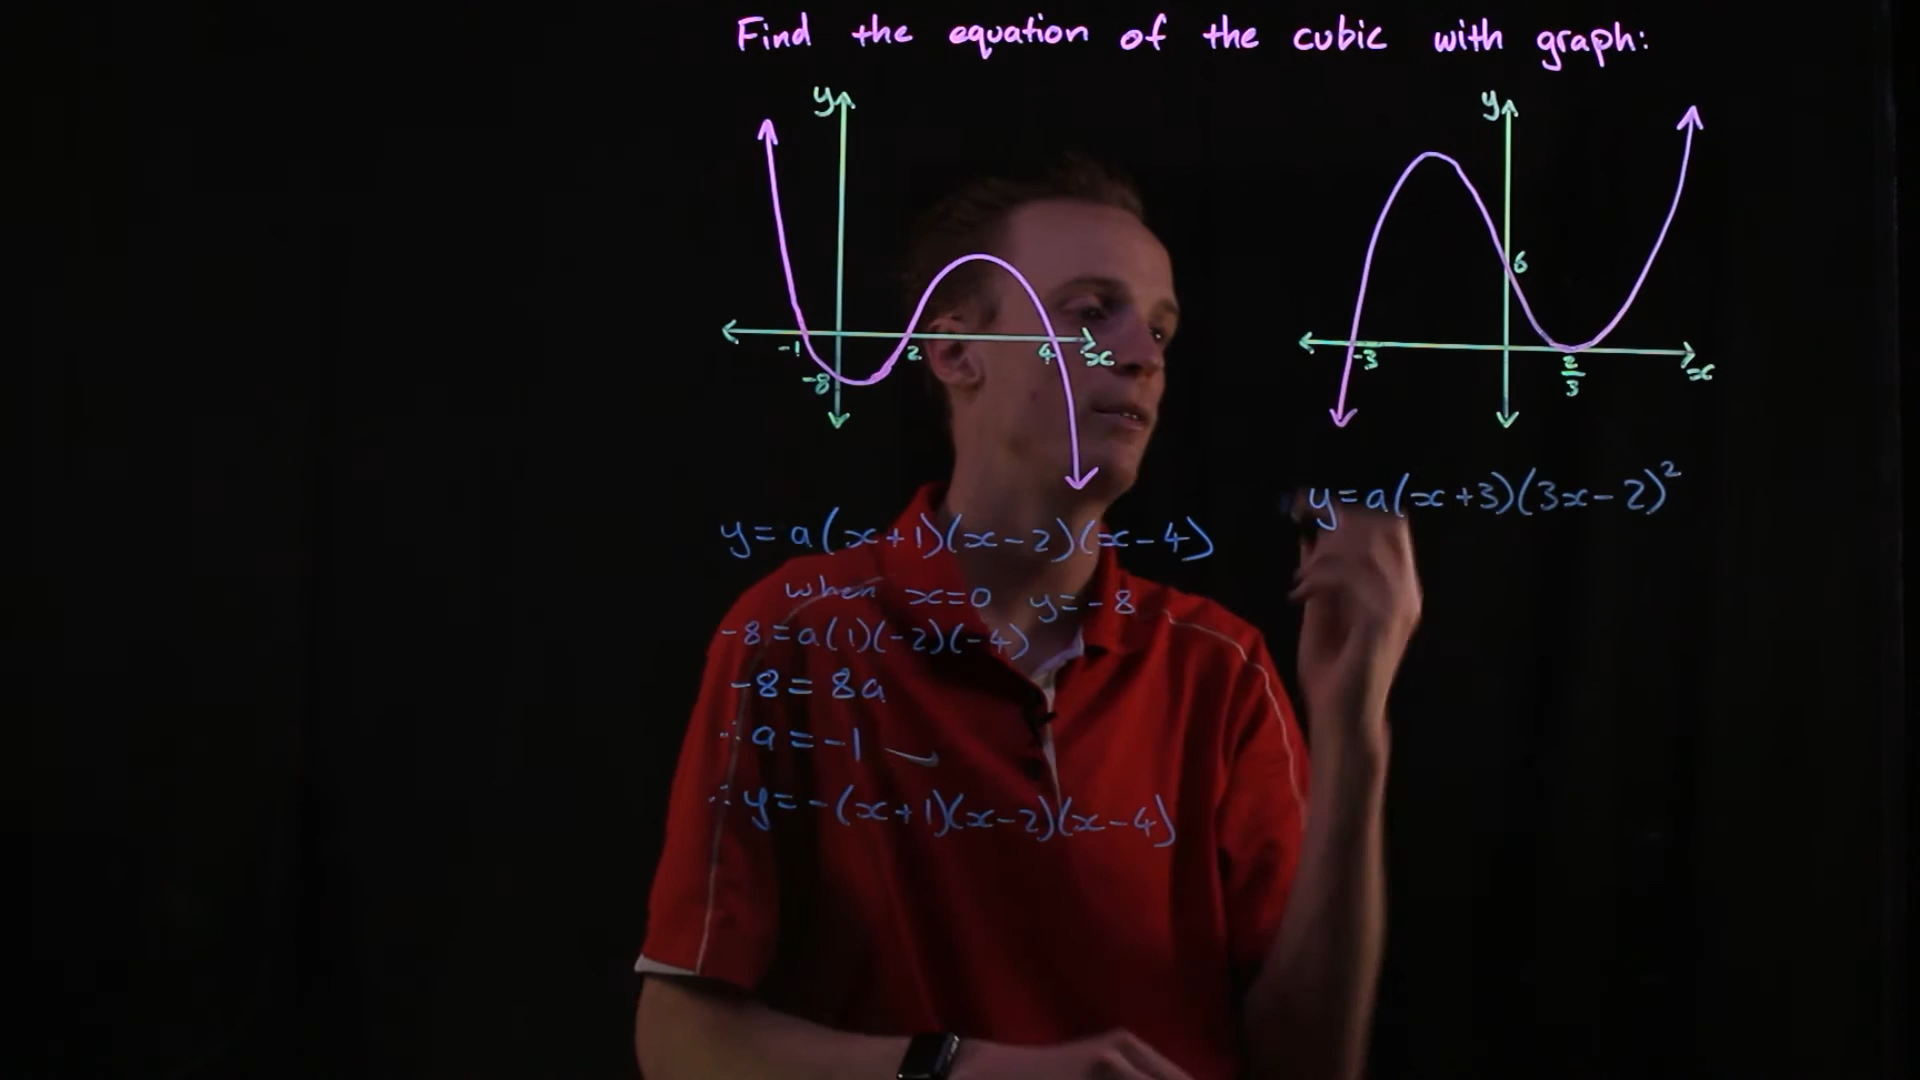 Find the equation of the cubic with graph:
y
-1
2
4
x
-8
y = a(x+1)(x-2)(x-4)
when x=0 y=-8
-8 = a(1)(-2)(-4)
-8 = 8a
∴ a = -1
∴ y = -(x+1)(x-2)(x-4)
y
6
-3
2/3
x
y = a(x+3)(3x-2)²